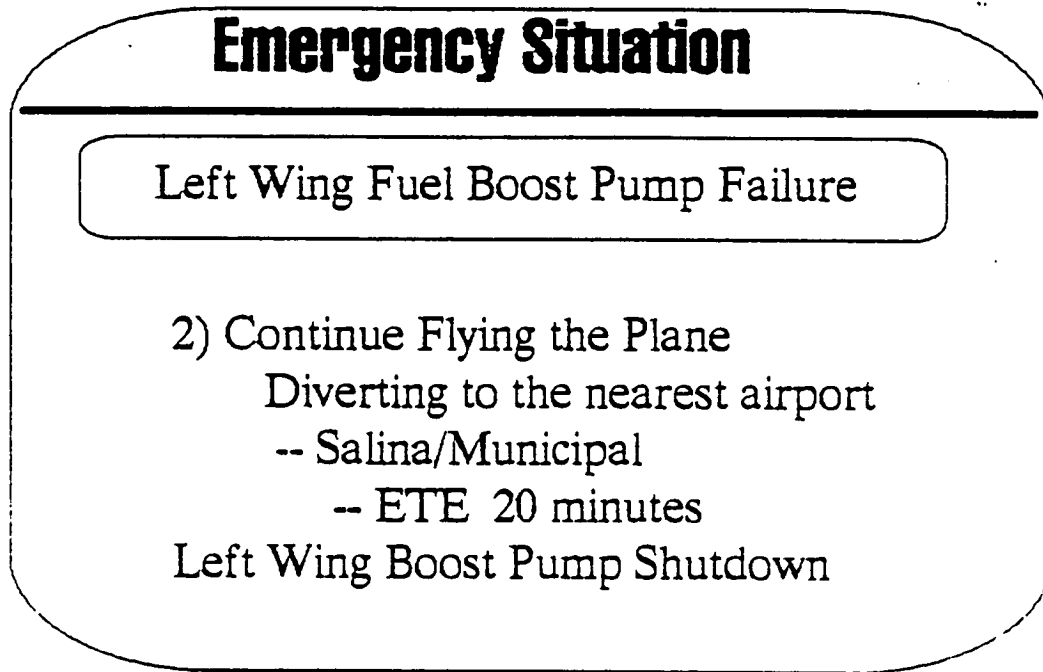 Emergency Situation
Left Wing Fuel Boost Pump Failure
2) Continue Flying the Plane
Diverting to the nearest airport
-- Salina/Municipal
-- ETE 20 minutes
Left Wing Boost Pump Shutdown